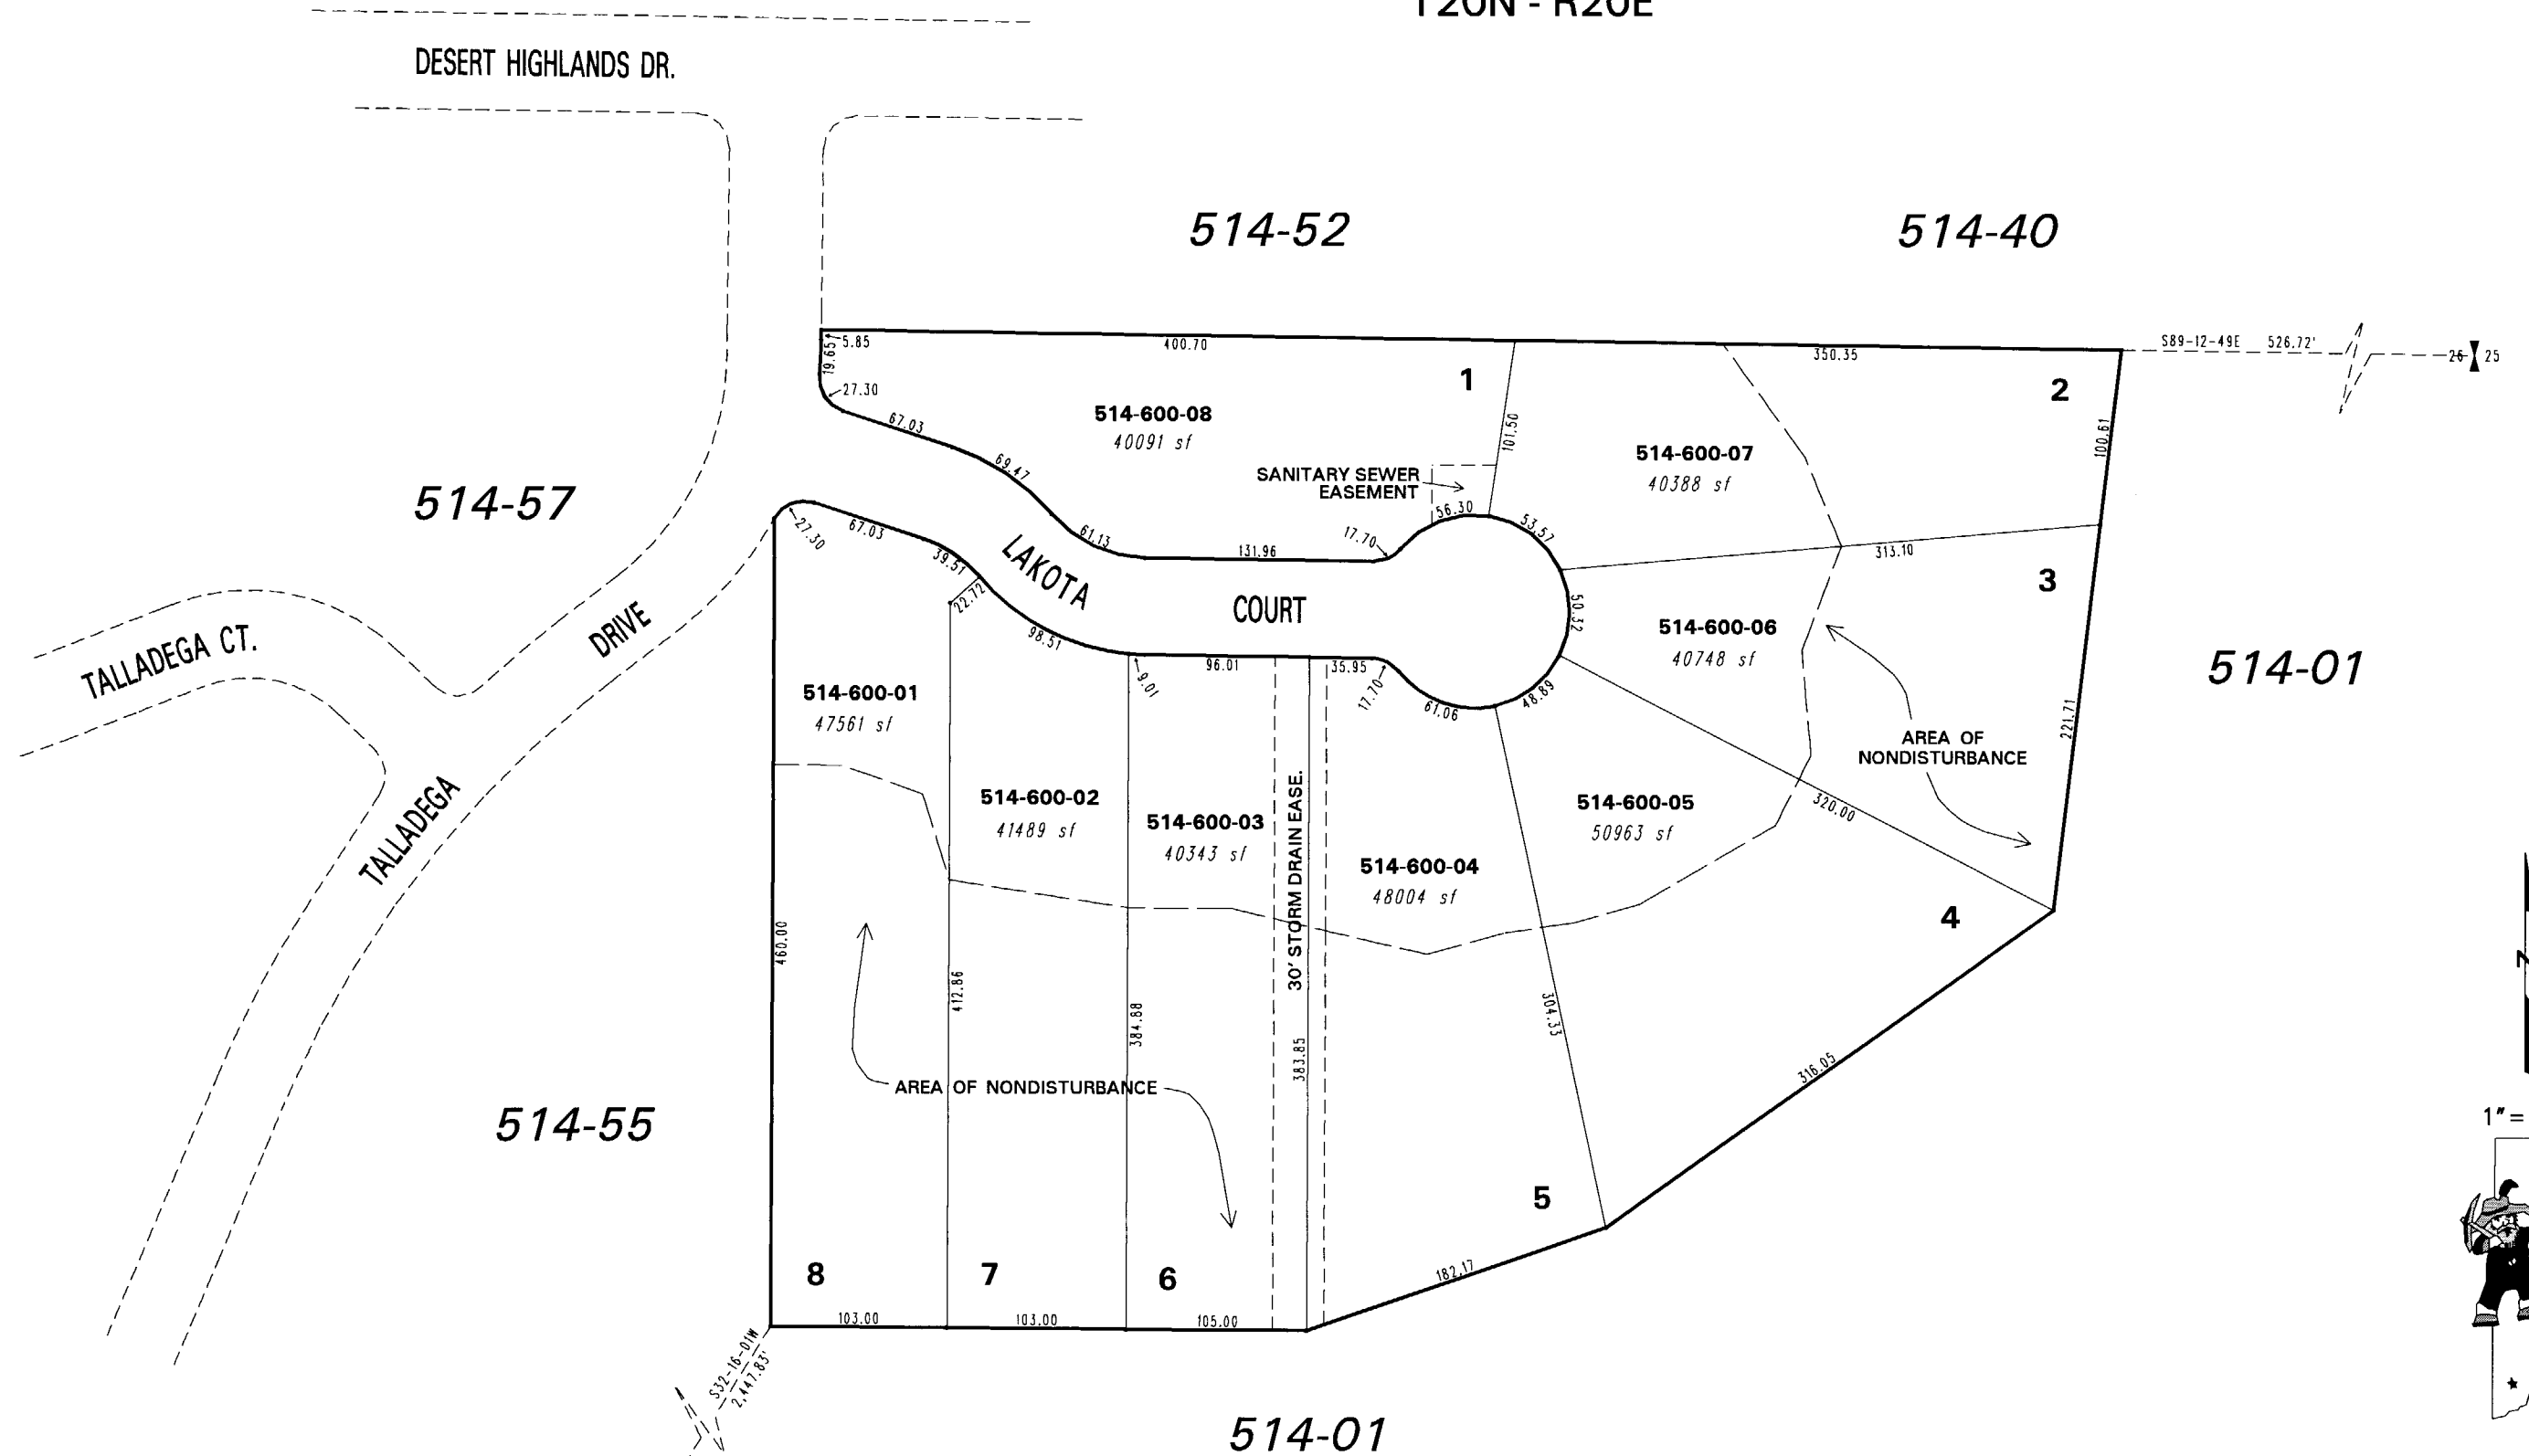 T20N - R20E
DESERT HIGHLANDS DR.
514-52
514-40
5.85
400.70
350.35
S89-12-49E 526.72'
26 25
19.65
27.30
1
2
514-600-08
40091 sf
67.03
101.50
100.61
514-600-07
40388 sf
69.47
SANITARY SEWER
EASEMENT
514-57
27.30
67.03
56.30
53.57
39.51
61.13
17.70
131.96
313.10
LAKOTA
COURT
22.72
3
TALLADEGA CT.
DRIVE
50.32
514-600-06
40748 sf
98.51
96.01
35.95
9.01
17.70
61.06
48.89
514-01
514-600-01
47561 sf
221.71
AREA OF
NONDISTURBANCE
TALLADEGA
514-600-02
41489 sf
514-600-03
40343 sf
30' STORM DRAIN EASE.
514-600-04
48004 sf
514-600-05
50963 sf
320.00
4
460.00
412.86
384.88
383.85
304.33
316.05
AREA OF NONDISTURBANCE
514-55
1" =
5
8
7
6
182.17
103.00
103.00
105.00
S32-16-01W
2,447.83'
514-01